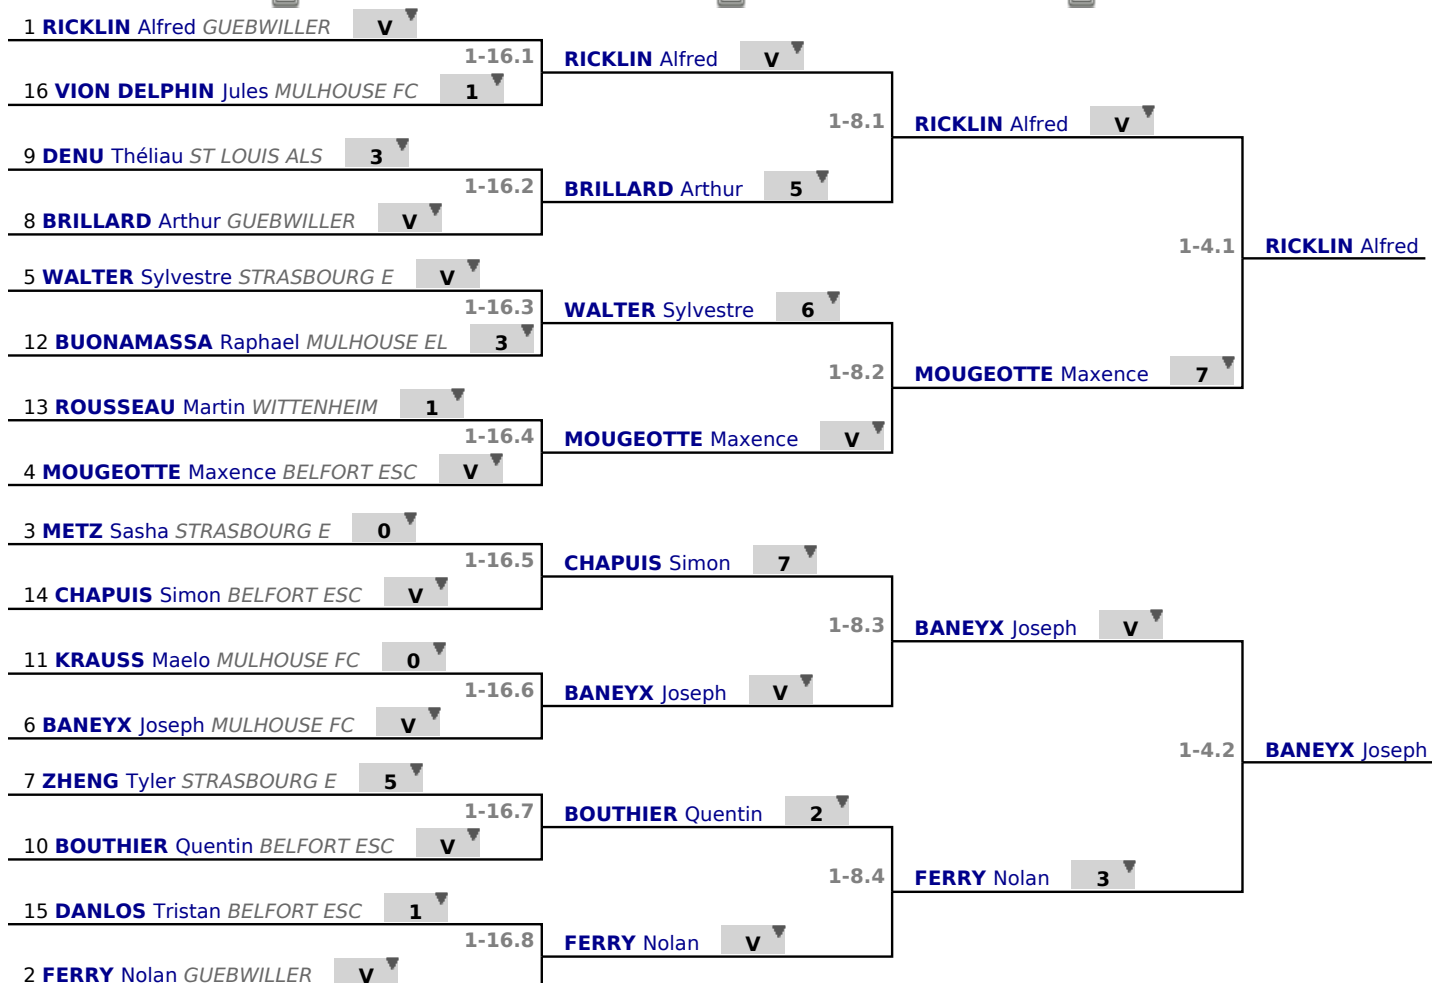 1 RICKLIN Alfred GUEBWILLER V
1-16.1
16 VION DELPHIN Jules MULHOUSE FC 1
9 DENU Théliau ST LOUIS ALS 3
1-16.2
8 BRILLARD Arthur GUEBWILLER V
5 WALTER Sylvestre STRASBOURG E V
1-16.3
12 BUONAMASSA Raphael MULHOUSE EL 3
13 ROUSSEAU Martin WITTENHEIM 1
1-16.4
4 MOUGEOTTE Maxence BELFORT ESC V
3 METZ Sasha STRASBOURG E 0
1-16.5
14 CHAPUIS Simon BELFORT ESC V
11 KRAUSS Maelo MULHOUSE FC 0
1-16.6
6 BANEYX Joseph MULHOUSE FC V
7 ZHENG Tyler STRASBOURG E 5
1-16.7
10 BOUTHIER Quentin BELFORT ESC V
15 DANLOS Tristan BELFORT ESC 1
1-16.8
2 FERRY Nolan GUEBWILLER V
RICKLIN Alfred V
1-8.1
BRILLARD Arthur 5
WALTER Sylvestre 6
1-8.2
MOUGEOTTE Maxence V
CHAPUIS Simon 7
1-8.3
BANEYX Joseph V
BOUTHIER Quentin 2
1-8.4
FERRY Nolan V
RICKLIN Alfred V
1-4.1
MOUGEOTTE Maxence 7
BANEYX Joseph V
1-4.2
FERRY Nolan 3
RICKLIN Alfred
BANEYX Joseph